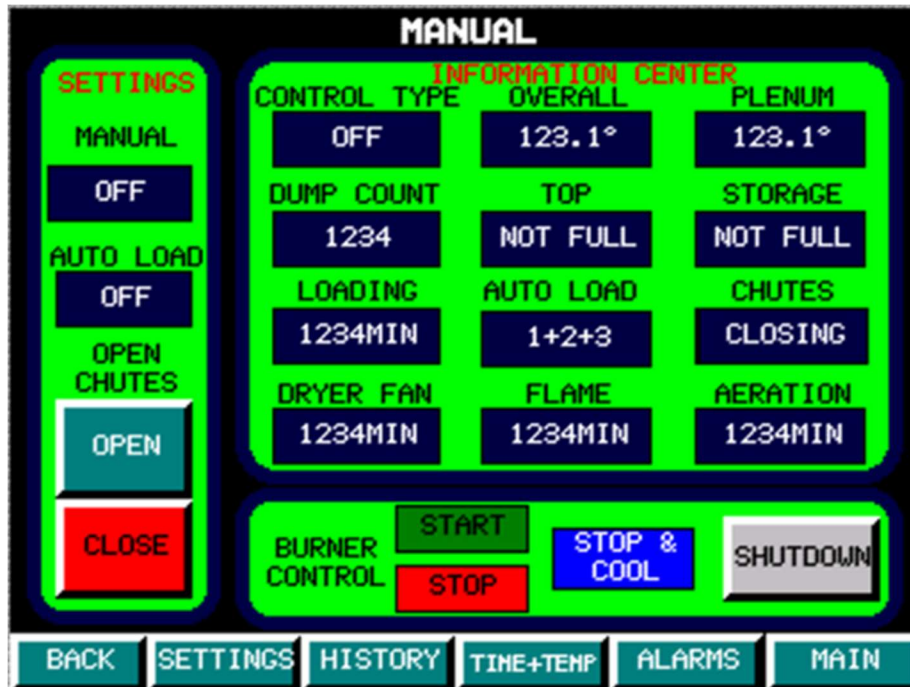 MANUAL
SETTINGS
MANUAL
OFF
AUTO LOAD
OFF
OPEN
CHUTES
OPEN
CLOSE
INFORMATION CENTER
CONTROL TYPE OVERALL PLENUM
OFF 123.1° 123.1°
DUMP COUNT TOP STORAGE
1234 NOT FULL NOT FULL
LOADING AUTO LOAD CHUTES
1234MIN 1+2+3 CLOSING
DRYER FAN FLAME AERATION
1234MIN 1234MIN 1234MIN
BURNER
CONTROL
START
STOP
STOP &
COOL
SHUTDOWN
BACK SETTINGS HISTORY TIME+TEMP ALARMS MAIN